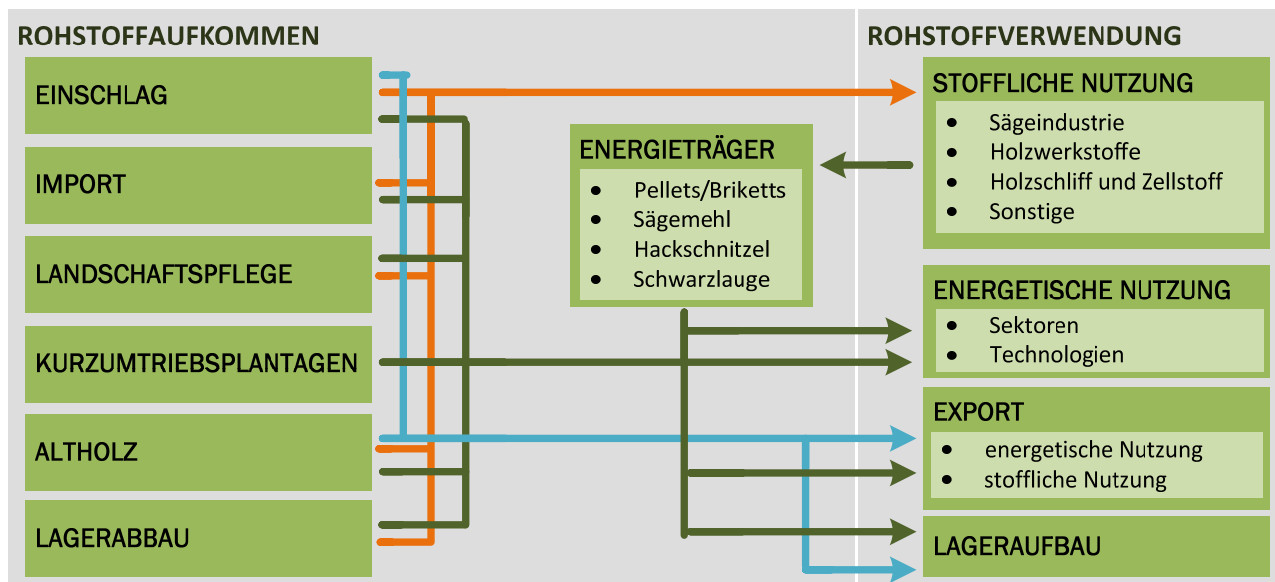 ROHSTOFFAUFKOMMEN
EINSCHLAG
IMPORT
LANDSCHAFTSPFLEGE
KURZUMTRIEBSPLANTAGEN
ALTHOLZ
LAGERABBAU
ENERGIETRÄGER
• Pellets/Briketts
• Sägemehl
• Hackschnitzel
• Schwarzlauge
ROHSTOFFVERWENDUNG
STOFFLICHE NUTZUNG
• Sägeindustrie
• Holzwerkstoffe
• Holzschliff und Zellstoff
• Sonstige
ENERGETISCHE NUTZUNG
• Sektoren
• Technologien
EXPORT
• energetische Nutzung
• stoffliche Nutzung
LAGERAUFBAU